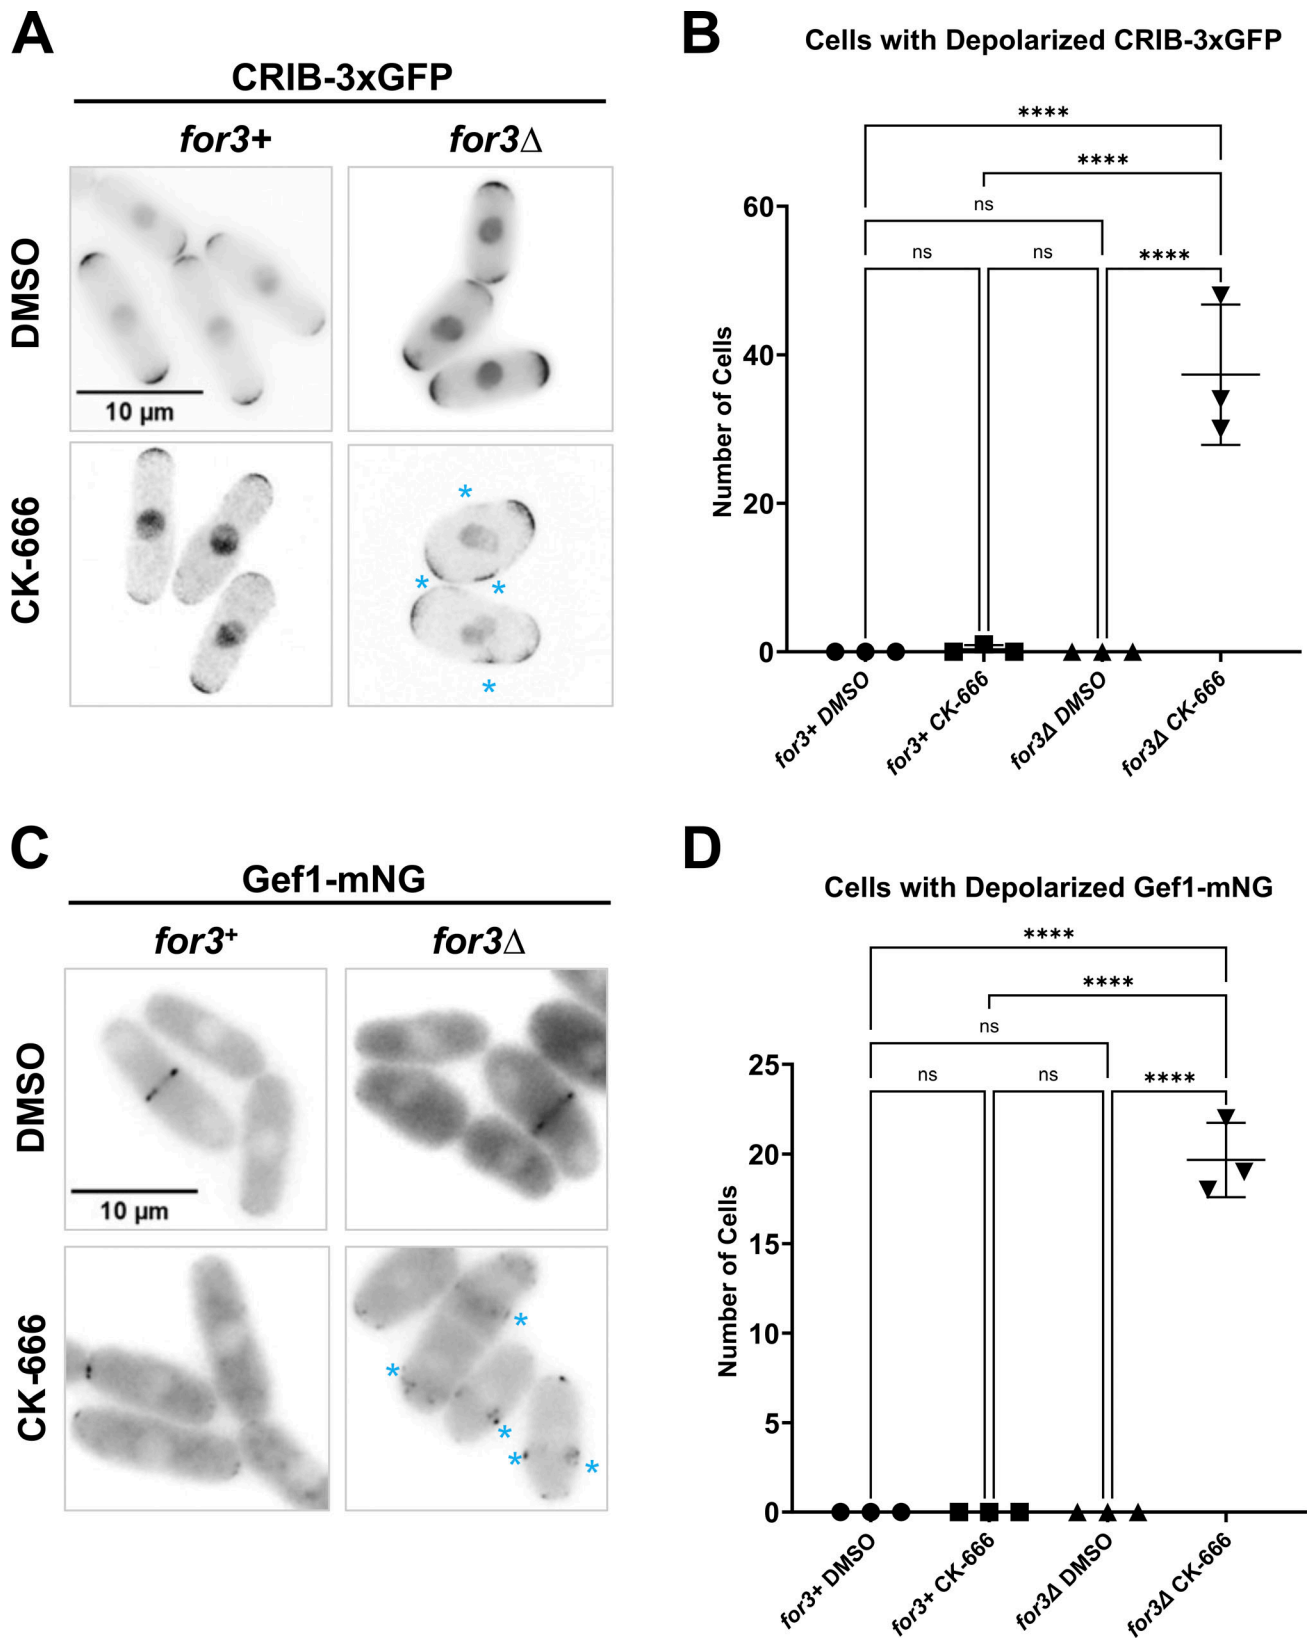 A
CRIB-3xGFP
for3+
for3Δ
DMSO
10 µm
CK-666
*
*
*
*
B
Cells with Depolarized CRIB-3xGFP
****
****
ns
ns
ns
****
Number of Cells
60
40
20
0
for3+ DMSO
for3+ CK-666
for3Δ DMSO
for3Δ CK-666
C
Gef1-mNG
for3⁺
for3Δ
DMSO
10 µm
CK-666
*
*
*
*
*
D
Cells with Depolarized Gef1-mNG
****
****
ns
ns
ns
****
Number of Cells
25
20
15
10
5
0
for3+ DMSO
for3+ CK-666
for3Δ DMSO
for3Δ CK-666